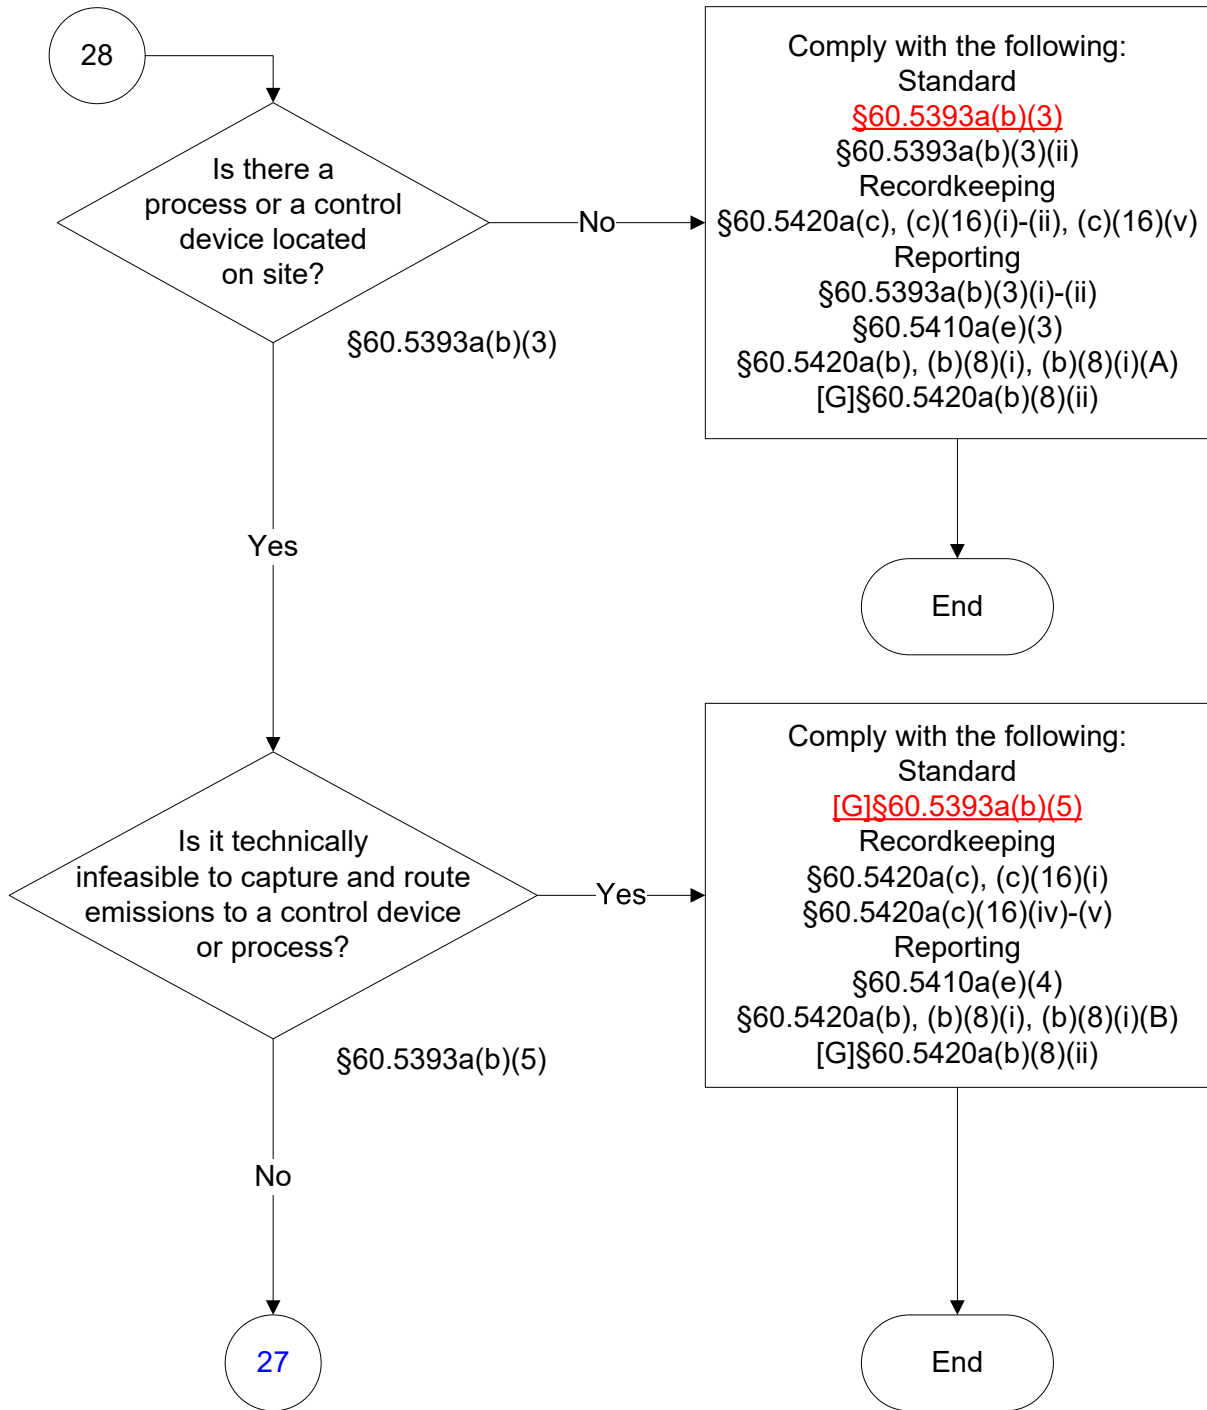 28
Is there a
process or a control
device located
on site?
§60.5393a(b)(3)
No
Comply with the following:
Standard
§60.5393a(b)(3)
§60.5393a(b)(3)(ii)
Recordkeeping
§60.5420a(c), (c)(16)(i)-(ii), (c)(16)(v)
Reporting
§60.5393a(b)(3)(i)-(ii)
§60.5410a(e)(3)
§60.5420a(b), (b)(8)(i), (b)(8)(i)(A)
[G]§60.5420a(b)(8)(ii)
End
Yes
Is it technically
infeasible to capture and route
emissions to a control device
or process?
§60.5393a(b)(5)
Yes
Comply with the following:
Standard
[G]§60.5393a(b)(5)
Recordkeeping
§60.5420a(c), (c)(16)(i)
§60.5420a(c)(16)(iv)-(v)
Reporting
§60.5410a(e)(4)
§60.5420a(b), (b)(8)(i), (b)(8)(i)(B)
[G]§60.5420a(b)(8)(ii)
End
No
27